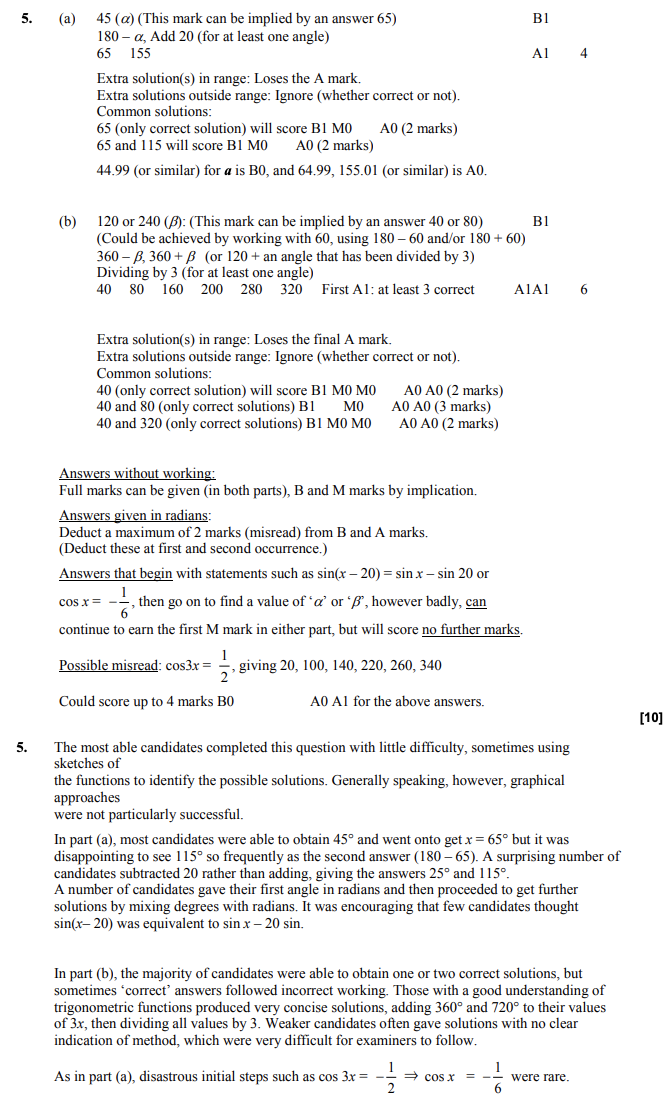 5. (a) 45 (α) (This mark can be implied by an answer 65) B1
180 – α, Add 20 (for at least one angle)
65 155 A1 4
Extra solution(s) in range: Loses the A mark.
Extra solutions outside range: Ignore (whether correct or not).
Common solutions:
65 (only correct solution) will score B1 M0 A0 (2 marks)
65 and 115 will score B1 M0 A0 (2 marks)
44.99 (or similar) for α is B0, and 64.99, 155.01 (or similar) is A0.
(b) 120 or 240 (β): (This mark can be implied by an answer 40 or 80) B1
(Could be achieved by working with 60, using 180 – 60 and/or 180 + 60)
360 – β, 360 + β (or 120 + an angle that has been divided by 3)
Dividing by 3 (for at least one angle)
40 80 160 200 280 320 First A1: at least 3 correct A1A1 6
Extra solution(s) in range: Loses the final A mark.
Extra solutions outside range: Ignore (whether correct or not).
Common solutions:
40 (only correct solution) will score B1 M0 M0 A0 A0 (2 marks)
40 and 80 (only correct solutions) B1 M0 A0 A0 (3 marks)
40 and 320 (only correct solutions) B1 M0 M0 A0 A0 (2 marks)
Answers without working:
Full marks can be given (in both parts), B and M marks by implication.
Answers given in radians:
Deduct a maximum of 2 marks (misread) from B and A marks.
(Deduct these at first and second occurrence.)
Answers that begin with statements such as sin(x – 20) = sin x – sin 20 or
cos x = –1/6, then go on to find a value of ‘α’ or ‘β’, however badly, can
continue to earn the first M mark in either part, but will score no further marks.
Possible misread: cos3x = 1/2, giving 20, 100, 140, 220, 260, 340
Could score up to 4 marks B0 A0 A1 for the above answers.
[10]
5. The most able candidates completed this question with little difficulty, sometimes using
sketches of
the functions to identify the possible solutions. Generally speaking, however, graphical
approaches
were not particularly successful.
In part (a), most candidates were able to obtain 45° and went onto get x = 65° but it was
disappointing to see 115° so frequently as the second answer (180 – 65). A surprising number of
candidates subtracted 20 rather than adding, giving the answers 25° and 115°.
A number of candidates gave their first angle in radians and then proceeded to get further
solutions by mixing degrees with radians. It was encouraging that few candidates thought
sin(x– 20) was equivalent to sin x – 20 sin.
In part (b), the majority of candidates were able to obtain one or two correct solutions, but
sometimes ‘correct’ answers followed incorrect working. Those with a good understanding of
trigonometric functions produced very concise solutions, adding 360° and 720° to their values
of 3x, then dividing all values by 3. Weaker candidates often gave solutions with no clear
indication of method, which were very difficult for examiners to follow.
As in part (a), disastrous initial steps such as cos 3x = –1/2 ⇒ cos x = –1/6 were rare.